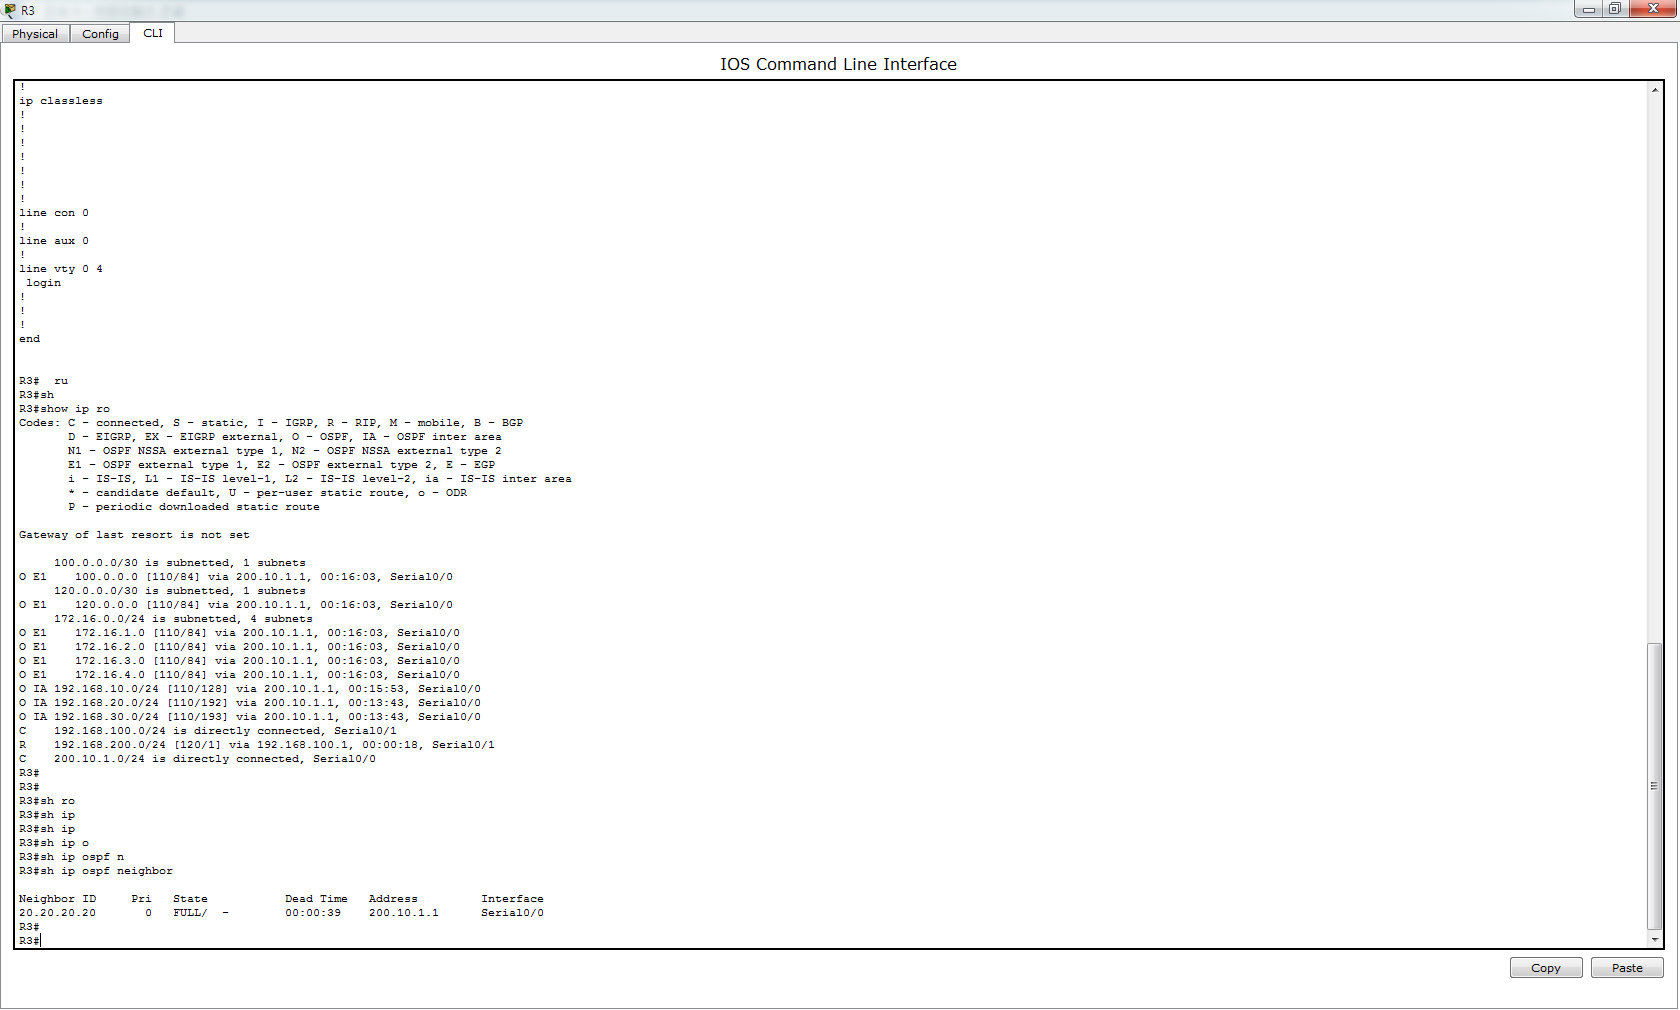 R3
Physical Config CLI
IOS Command Line Interface
!
ip classless
!
!
!
!
!
!
!
line con 0
!
line aux 0
!
line vty 0 4
 login
!
!
!
end
R3#  ru
R3#sh
R3#show ip ro
Codes: C - connected, S - static, I - IGRP, R - RIP, M - mobile, B - BGP
       D - EIGRP, EX - EIGRP external, O - OSPF, IA - OSPF inter area
       N1 - OSPF NSSA external type 1, N2 - OSPF NSSA external type 2
       E1 - OSPF external type 1, E2 - OSPF external type 2, E - EGP
       i - IS-IS, L1 - IS-IS level-1, L2 - IS-IS level-2, ia - IS-IS inter area
       * - candidate default, U - per-user static route, o - ODR
       P - periodic downloaded static route
Gateway of last resort is not set
     100.0.0.0/30 is subnetted, 1 subnets
O E1    100.0.0.0 [110/84] via 200.10.1.1, 00:16:03, Serial0/0
     120.0.0.0/30 is subnetted, 1 subnets
O E1    120.0.0.0 [110/84] via 200.10.1.1, 00:16:03, Serial0/0
     172.16.0.0/24 is subnetted, 4 subnets
O E1    172.16.1.0 [110/84] via 200.10.1.1, 00:16:03, Serial0/0
O E1    172.16.2.0 [110/84] via 200.10.1.1, 00:16:03, Serial0/0
O E1    172.16.3.0 [110/84] via 200.10.1.1, 00:16:03, Serial0/0
O E1    172.16.4.0 [110/84] via 200.10.1.1, 00:16:03, Serial0/0
O IA 192.168.10.0/24 [110/128] via 200.10.1.1, 00:15:53, Serial0/0
O IA 192.168.20.0/24 [110/192] via 200.10.1.1, 00:13:43, Serial0/0
O IA 192.168.30.0/24 [110/193] via 200.10.1.1, 00:13:43, Serial0/0
C    192.168.100.0/24 is directly connected, Serial0/1
R    192.168.200.0/24 [120/1] via 192.168.100.1, 00:00:18, Serial0/1
C    200.10.1.0/24 is directly connected, Serial0/0
R3#
R3#
R3#sh ro
R3#sh ip
R3#sh ip
R3#sh ip o
R3#sh ip ospf n
R3#sh ip ospf neighbor
Neighbor ID     Pri   State           Dead Time   Address         Interface
20.20.20.20       0   FULL/  -        00:00:39    200.10.1.1      Serial0/0
R3#
R3#
Copy Paste